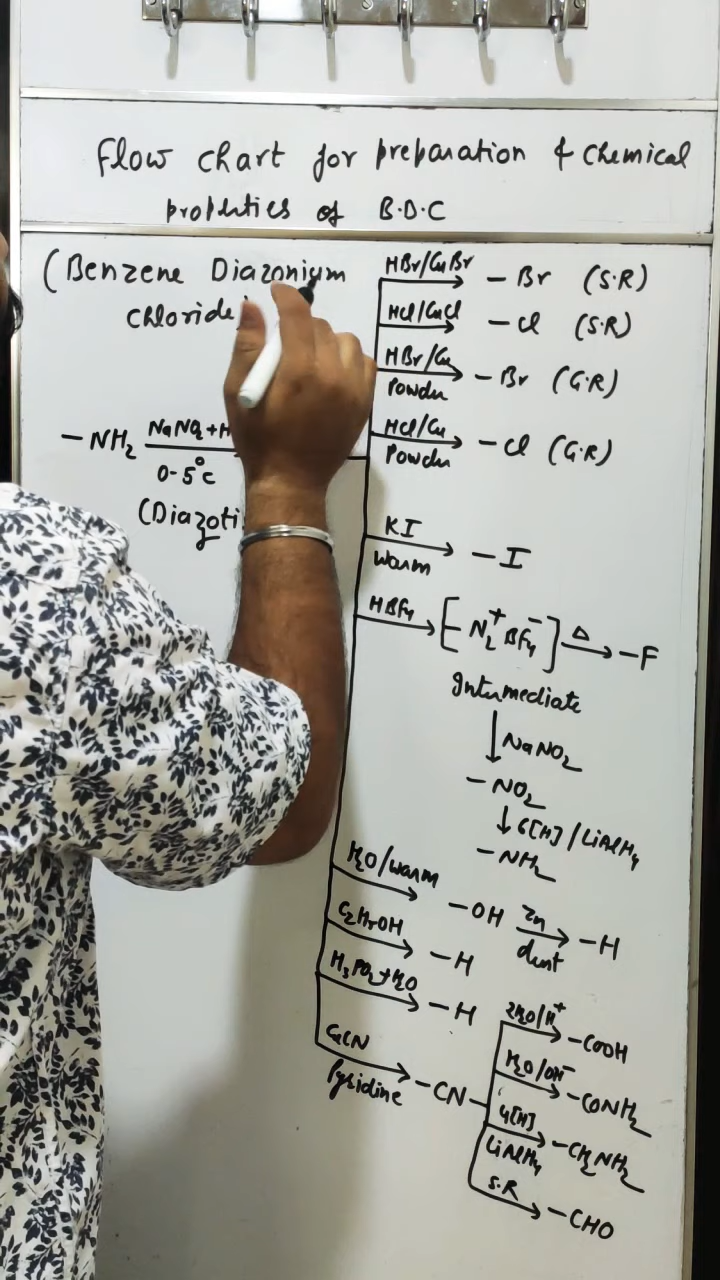 Flow chart for preparation & chemical
properties of B.D.C
(Benzene Diazonium
chloride
-NH2 NaNO2+H
0-5°C
(Diazoti
HBr/CuBr -Br (S.R)
HCl/CuCl -Cl (S.R)
HBr/Cu Powder -Br (G.R)
HCl/Cu Powder -Cl (G.R)
KI warm -I
HBF4 [-N2+ BF4-] Δ -F
Intermediate
NaNO2
-NO2
6[H]/LiAlH4
-NH2
H2O/warm -OH Zn dust -H
C2H5OH -H
H3PO2+H2O -H
CuCN Pyridine -CN
2H2O/H+ -COOH
H2O/OH- -CONH2
4[H] LiAlH4 -CH2NH2
S.R -CHO